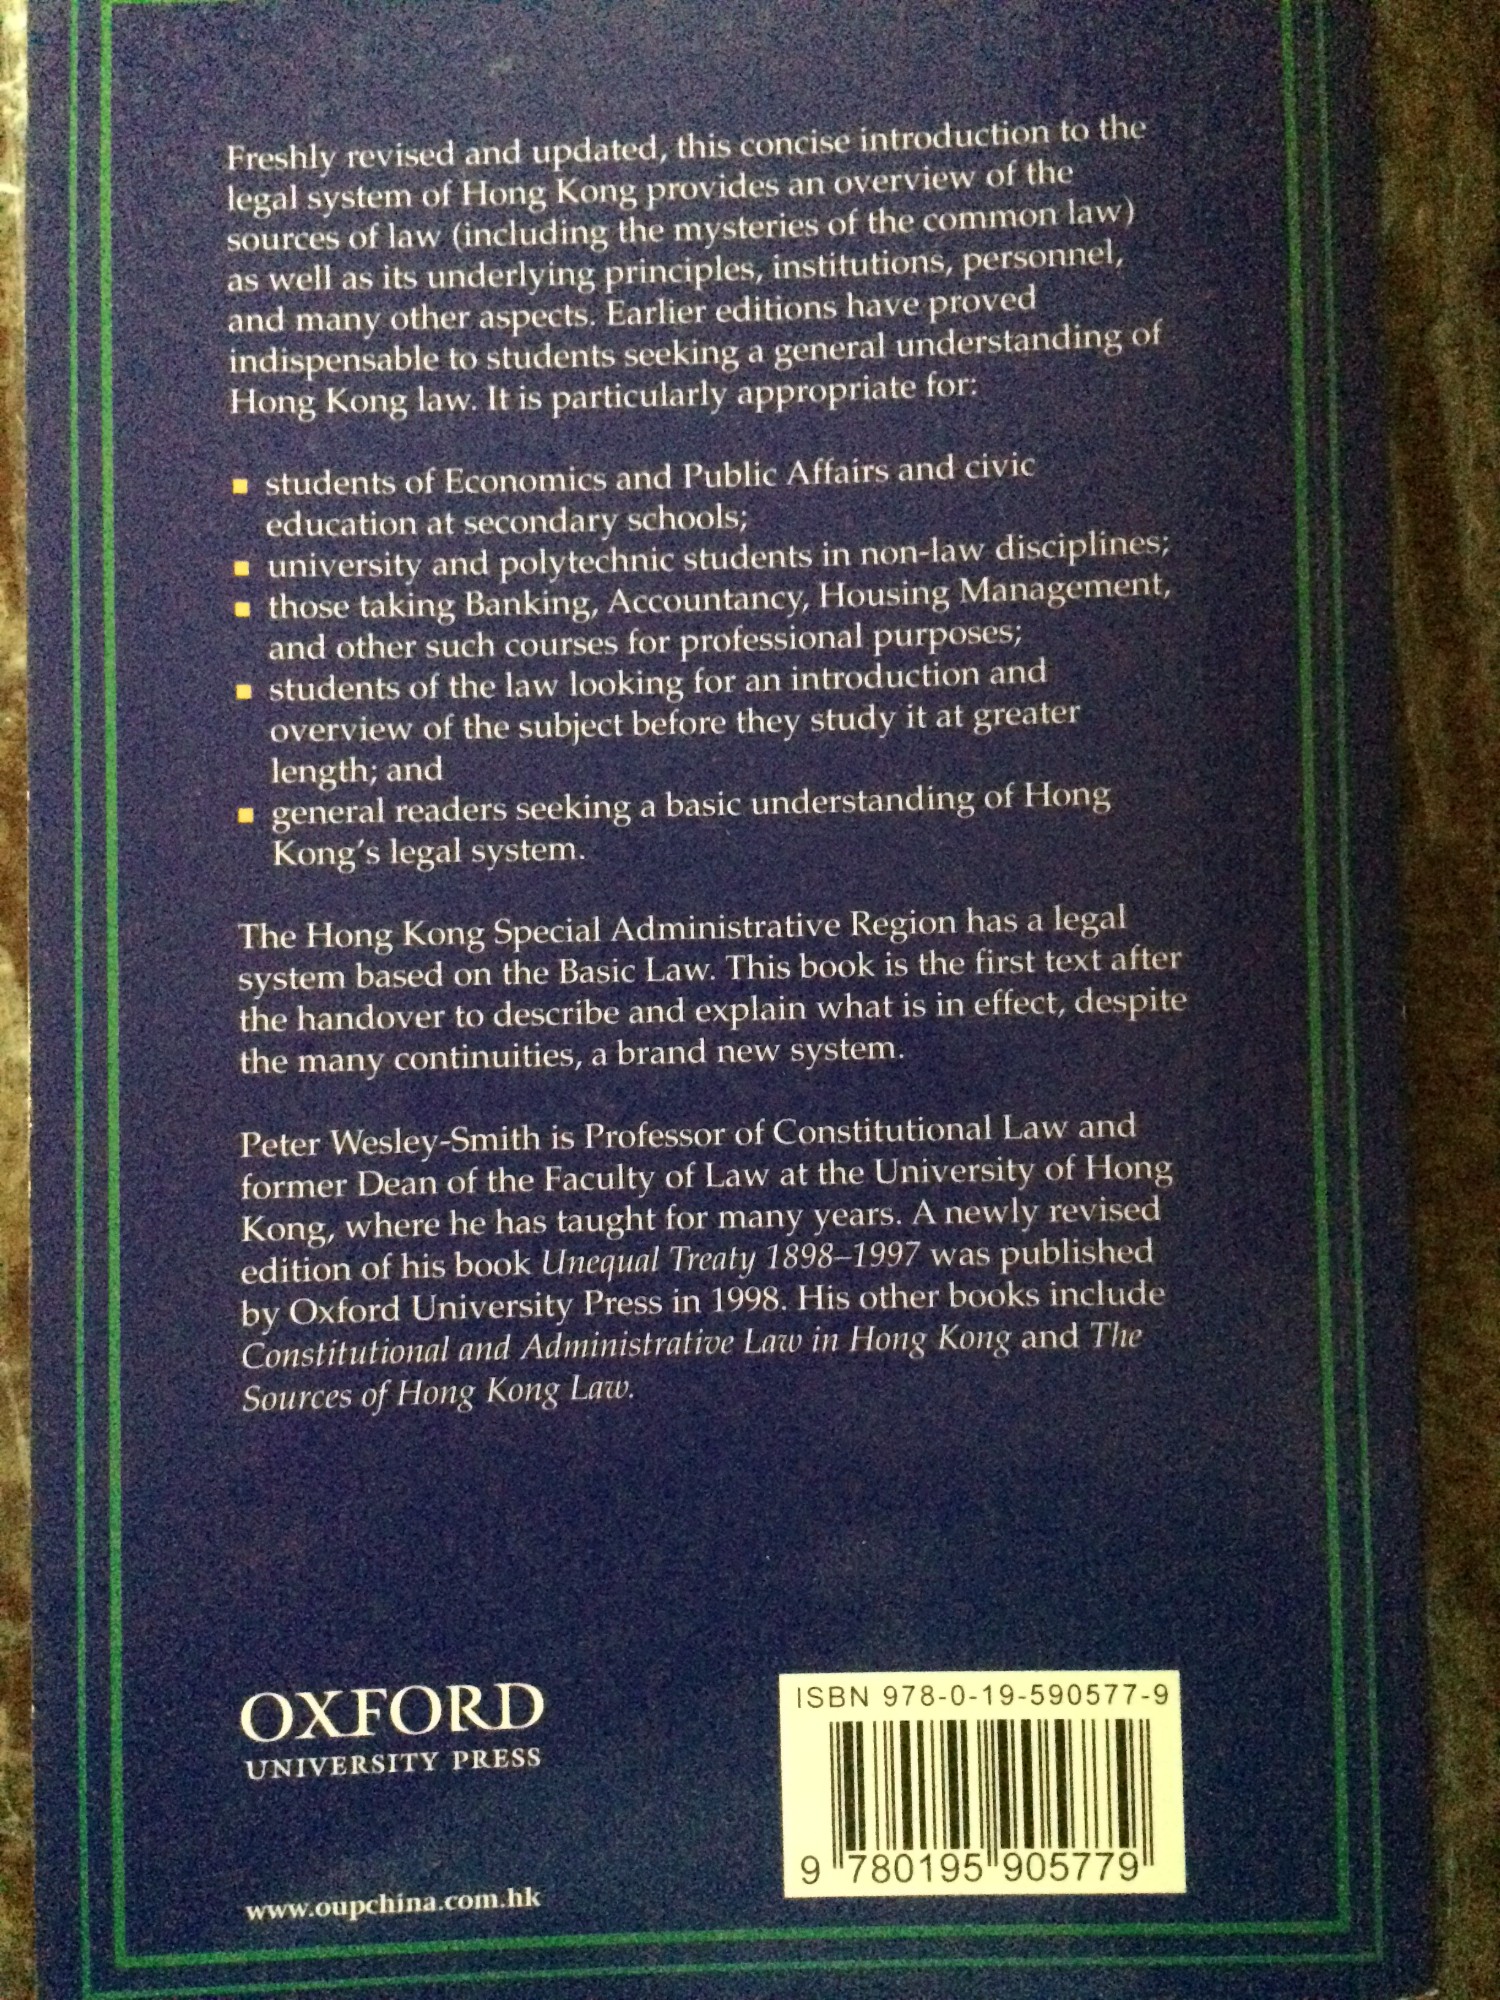 Freshly revised and updated, this concise introduction to the
legal system of Hong Kong provides an overview of the
sources of law (including the mysteries of the common law)
as well as its underlying principles, institutions, personnel,
and many other aspects. Earlier editions have proved
indispensable to students seeking a general understanding of
Hong Kong law. It is particularly appropriate for:
▪ students of Economics and Public Affairs and civic
education at secondary schools;
▪ university and polytechnic students in non-law disciplines;
▪ those taking Banking, Accountancy, Housing Management,
and other such courses for professional purposes;
▪ students of the law looking for an introduction and
overview of the subject before they study it at greater
length; and
▪ general readers seeking a basic understanding of Hong
Kong's legal system.
The Hong Kong Special Administrative Region has a legal
system based on the Basic Law. This book is the first text after
the handover to describe and explain what is in effect, despite
the many continuities, a brand new system.
Peter Wesley-Smith is Professor of Constitutional Law and
former Dean of the Faculty of Law at the University of Hong
Kong, where he has taught for many years. A newly revised
edition of his book Unequal Treaty 1898–1997 was published
by Oxford University Press in 1998. His other books include
Constitutional and Administrative Law in Hong Kong and The
Sources of Hong Kong Law.
OXFORD
UNIVERSITY PRESS
www.oupchina.com.hk
ISBN 978-0-19-590577-9
9 780195 905779